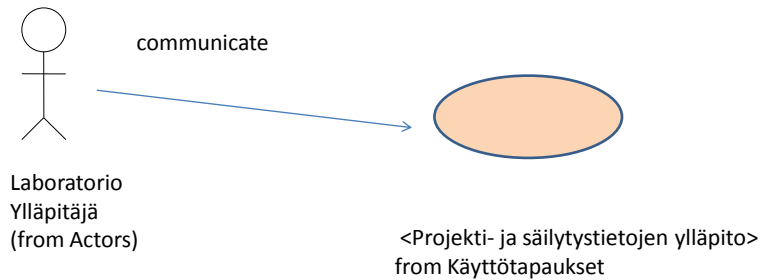 communicate
Laboratorio
Ylläpitäjä
(from Actors)
<Projekti- ja säilytystietojen ylläpito>
from Käyttötapaukset